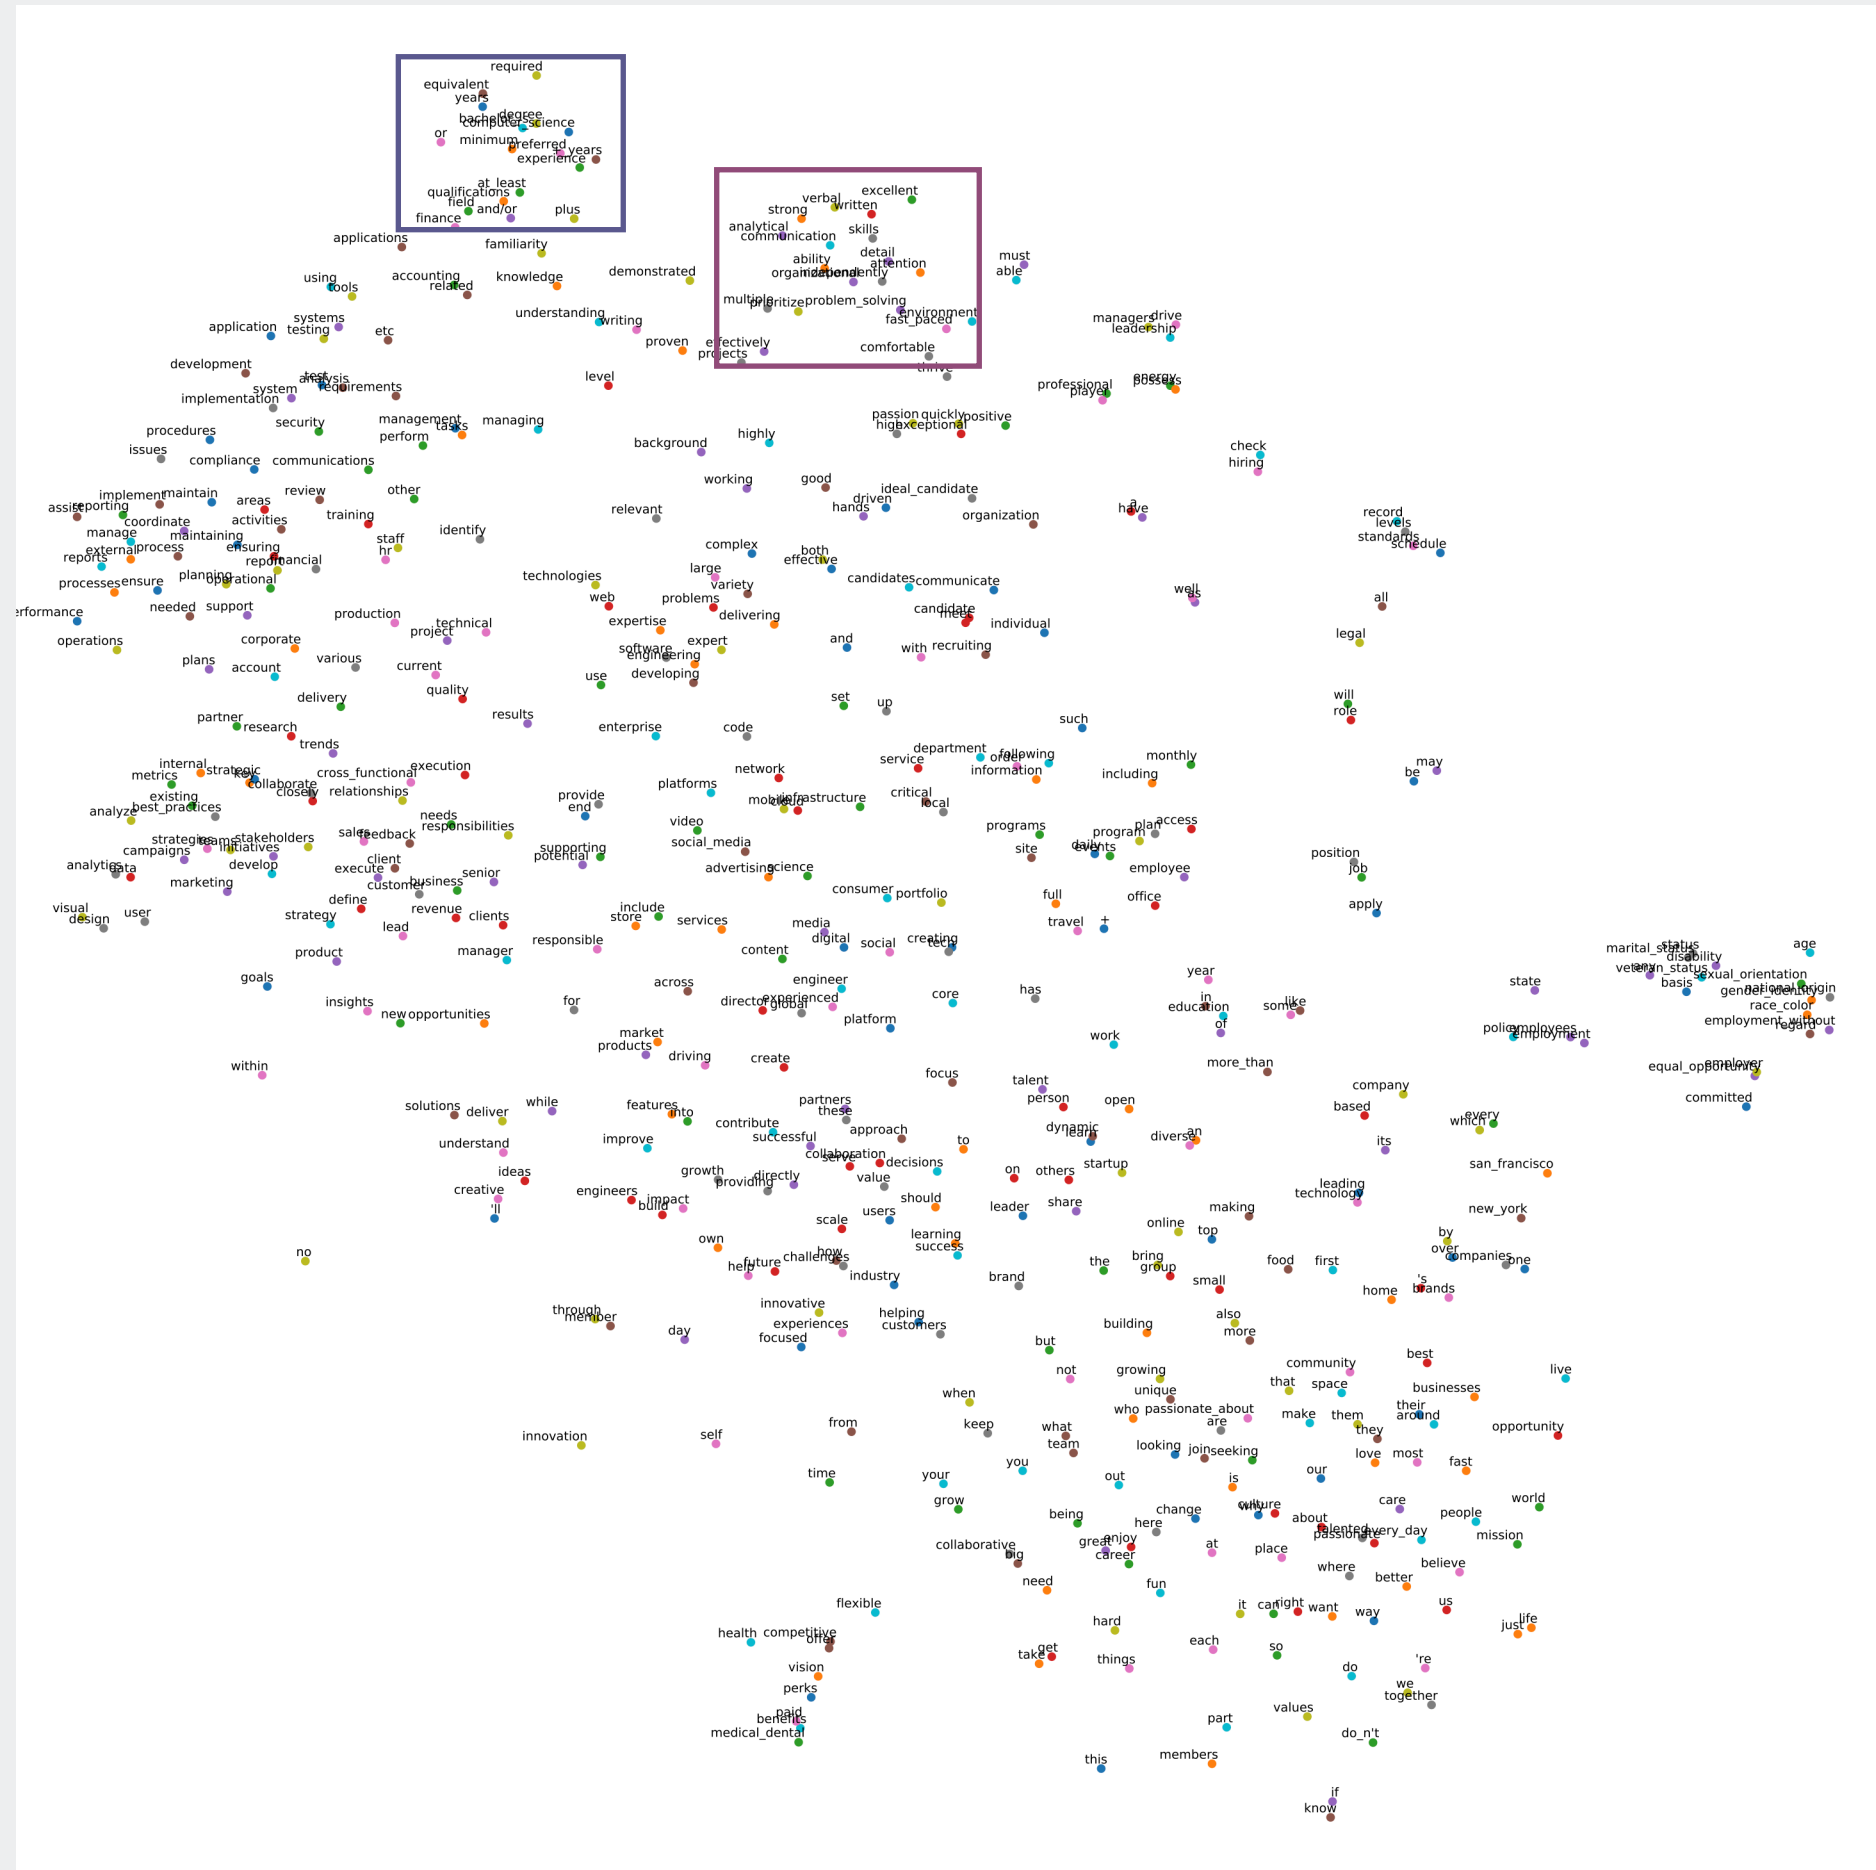 required
equivalent
years
degree
computer_science
or
minimum
preferred
years
experience
at_least
qualifications
field
and/or
plus
finance
excellent
verbal
written
strong
analytical
skills
communication
detail
ability
attention
multiple
prioritize
problem_solving
environment
fast_paced
effectively
projects
comfortable
thrive
must
able
applications
familiarity
using
tools
accounting
related
knowledge
demonstrated
understanding
writing
proven
systems
testing
application
etc
managers
drive
leadership
development
test
analysis
requirements
system
implementation
level
professional
player
energy
possess
security
procedures
management
tasks
managing
perform
issues
compliance
communications
background
highly
passion
quickly
positive
high
exceptional
check
hiring
implement
maintain
areas
review
other
assist
reporting
coordinate
activities
training
identify
working
good
ideal_candidate
relevant
driven
hands
organization
a
have
record
levels
standards
schedule
manage
maintaining
external
process
ensuring
staff
hr
reports
report
financial
planning
operational
processes
ensure
complex
both
effective
technologies
large
variety
candidates
communicate
web
problems
delivering
candidate
meet
individual
well
as
all
erformance
needed
support
production
technical
project
expertise
operations
corporate
expert
software
engineering
developing
and
with
recruiting
legal
plans
account
various
current
quality
use
delivery
set
up
will
role
partner
research
results
enterprise
code
such
trends
department
order
following
information
monthly
including
may
be
internal
strategic
key
metrics
collaborate
closely
cross_functional
execution
relationships
network
service
platforms
existing
best_practices
analyze
provide
end
mobile
cloud
infrastructure
critical
local
needs
responsibilities
video
programs
program
plan
access
strategies
teams
initiatives
stakeholders
sales
feedback
campaigns
social_media
supporting
potential
site
daily
events
analytics
data
develop
client
execute
customer
business
senior
advertising
science
employee
position
job
marketing
consumer
portfolio
full
office
apply
visual
design
user
strategy
define
revenue
clients
lead
include
store
services
media
digital
social
creating
tech
travel
+
product
manager
responsible
content
marital_status
status
disability
age
any
veteran_status
sexual_orientation
basis
gender_identity
national_origin
race_color
employment_without
regard
state
policy
employees
employment
equal_opportunity
employer
committed
goals
insights
new
opportunities
for
across
engineer
director
global
experienced
core
has
year
in
education
of
some
like
platform
market
products
work
within
driving
create
focus
more_than
talent
company
solutions
deliver
while
features
into
partners
these
person
open
based
every
which
contribute
successful
approach
dynamic
learn
diverse
an
its
understand
improve
to
collaboration
serve
decisions
ideas
growth
directly
providing
value
on
others
startup
san_francisco
creative
'll
engineers
build
impact
should
users
leader
share
leading
technology
making
new_york
scale
online
top
own
learning
success
by
over
no
how
challenges
help
future
industry
brand
the
bring
group
food
first
companies
one
small
's
home
brands
innovative
through
member
day
experiences
focused
helping
customers
building
also
more
but
best
not
growing
unique
community
live
that
space
businesses
when
who
passionate_about
are
make
them
their
around
from
keep
what
team
they
opportunity
innovation
self
looking
join
seeking
love
most
fast
time
your
you
out
is
our
grow
being
change
why
culture
care
world
here
about
people
talented
passionate
every_day
mission
collaborative
big
great
enjoy
career
at
place
where
believe
need
fun
better
flexible
it
can
right
want
way
us
just
life
health
competitive
offer
hard
each
so
take
get
things
vision
do
're
perks
we
together
paid
benefits
values
medical_dental
part
do_n't
this
members
if
know